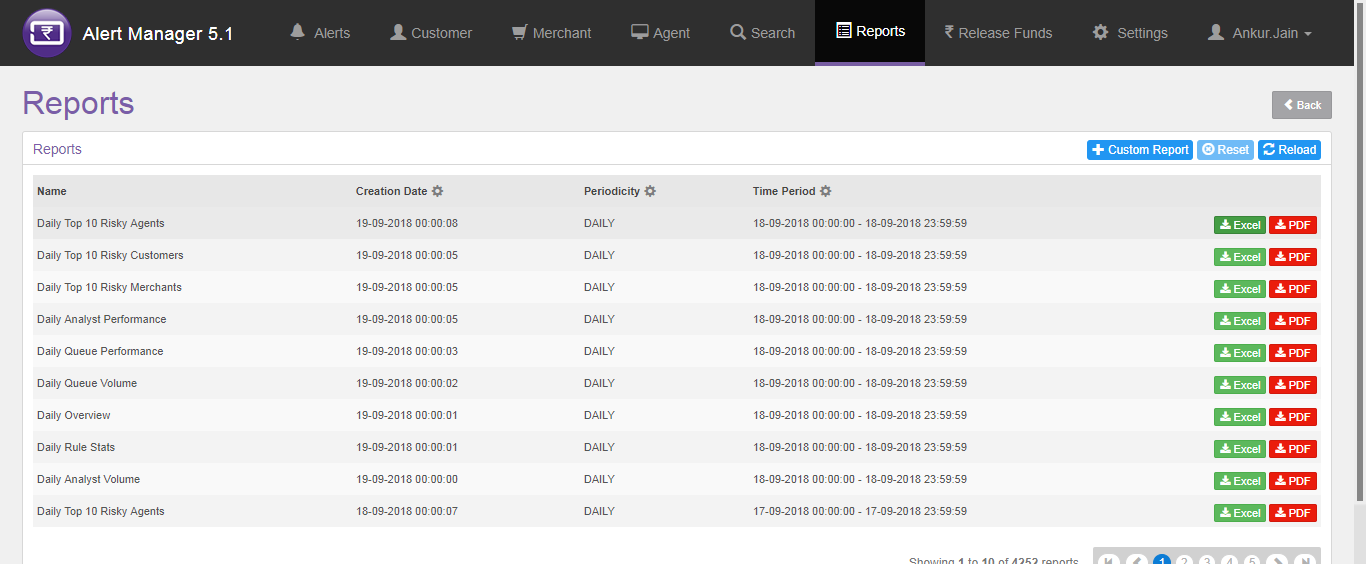 Alert Manager 5.1 Alerts Customer Merchant Agent Search Reports ₹ Release Funds Settings Ankur.Jain
Reports
Back
Reports
Custom Report Reset Reload
Name Creation Date Periodicity Time Period
Daily Top 10 Risky Agents 19-09-2018 00:00:08 DAILY 18-09-2018 00:00:00 - 18-09-2018 23:59:59 Excel PDF
Daily Top 10 Risky Customers 19-09-2018 00:00:05 DAILY 18-09-2018 00:00:00 - 18-09-2018 23:59:59 Excel PDF
Daily Top 10 Risky Merchants 19-09-2018 00:00:05 DAILY 18-09-2018 00:00:00 - 18-09-2018 23:59:59 Excel PDF
Daily Analyst Performance 19-09-2018 00:00:05 DAILY 18-09-2018 00:00:00 - 18-09-2018 23:59:59 Excel PDF
Daily Queue Performance 19-09-2018 00:00:03 DAILY 18-09-2018 00:00:00 - 18-09-2018 23:59:59 Excel PDF
Daily Queue Volume 19-09-2018 00:00:02 DAILY 18-09-2018 00:00:00 - 18-09-2018 23:59:59 Excel PDF
Daily Overview 19-09-2018 00:00:01 DAILY 18-09-2018 00:00:00 - 18-09-2018 23:59:59 Excel PDF
Daily Rule Stats 19-09-2018 00:00:01 DAILY 18-09-2018 00:00:00 - 18-09-2018 23:59:59 Excel PDF
Daily Analyst Volume 19-09-2018 00:00:00 DAILY 18-09-2018 00:00:00 - 18-09-2018 23:59:59 Excel PDF
Daily Top 10 Risky Agents 18-09-2018 00:00:07 DAILY 17-09-2018 00:00:00 - 17-09-2018 23:59:59 Excel PDF
Showing 1 to 10 of 4252 reports 1 2 3 4 5